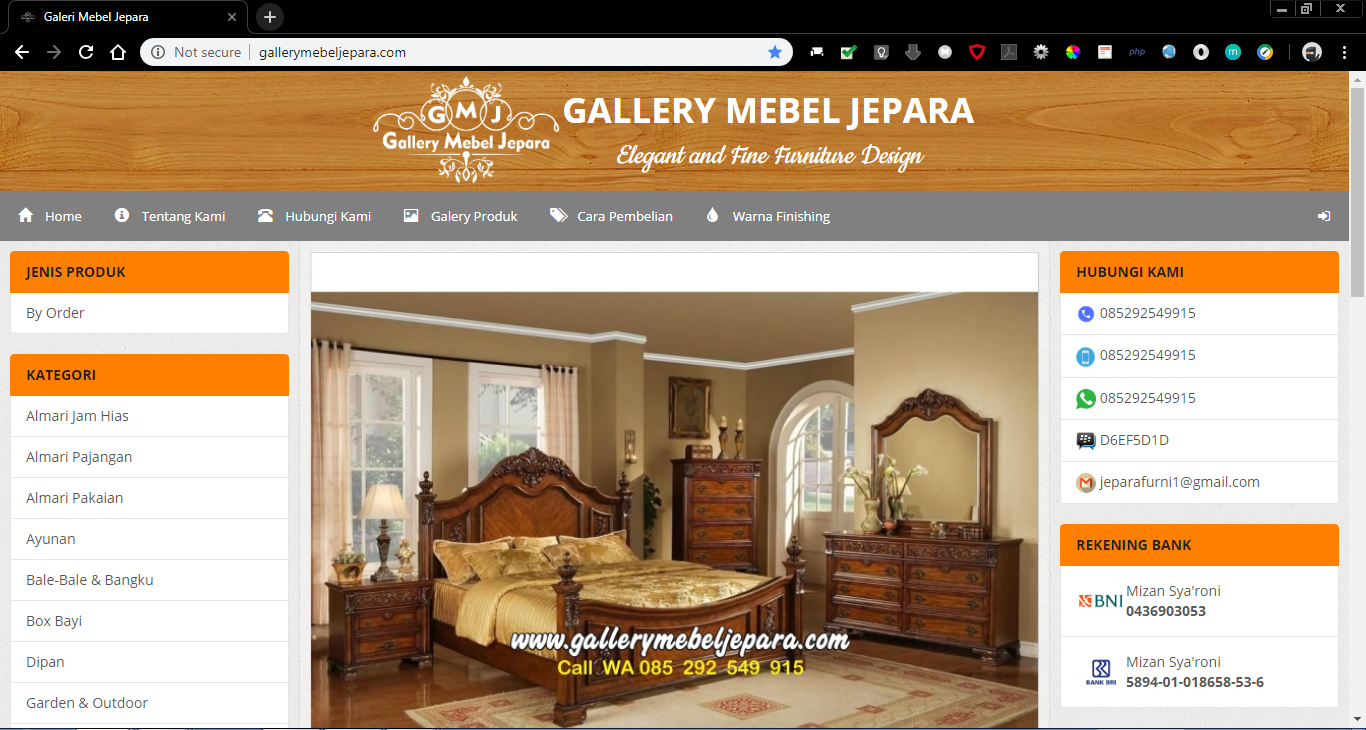 Galeri Mebel Jepara
Not secure
gallerymebeljepara.com
php
m
GMJ
Gallery Mebel Jepara
GALLERY MEBEL JEPARA
Elegant and Fine Furniture Design
Home
Tentang Kami
Hubungi Kami
Galery Produk
Cara Pembelian
Warna Finishing
JENIS PRODUK
By Order
KATEGORI
Almari Jam Hias
Almari Pajangan
Almari Pakaian
Ayunan
Bale-Bale & Bangku
Box Bayi
Dipan
Garden & Outdoor
www.gallerymebeljepara.com
Call WA 085 292 549 915
HUBUNGI KAMI
085292549915
085292549915
085292549915
D6EF5D1D
jeparafurni1@gmail.com
REKENING BANK
BNI
Mizan Sya'roni
0436903053
BANK BRI
Mizan Sya'roni
5894-01-018658-53-6